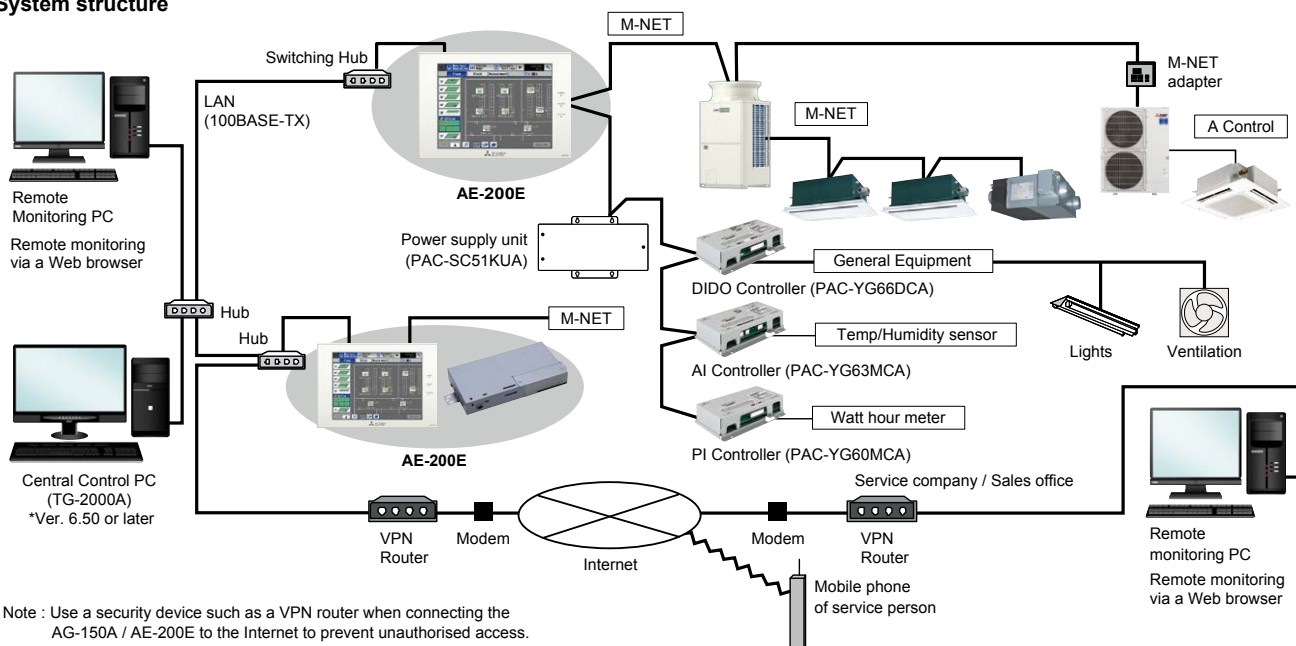 System structure
M-NET
Switching Hub
LAN
(100BASE-TX)
AE-200E
M-NET
M-NET
adapter
A Control
Remote
Monitoring PC
Remote monitoring
via a Web browser
Power supply unit
(PAC-SC51KUA)
General Equipment
DIDO Controller (PAC-YG66DCA)
Hub
Hub
M-NET
Temp/Humidity sensor
AI Controller (PAC-YG63MCA)
Lights
Ventilation
Watt hour meter
PI Controller (PAC-YG60MCA)
AE-200E
Central Control PC
(TG-2000A)
*Ver. 6.50 or later
Service company / Sales office
VPN
Router
Modem
Internet
Modem
VPN
Router
Remote
monitoring PC
Remote monitoring
via a Web browser
Mobile phone
of service person
Note : Use a security device such as a VPN router when connecting the
AG-150A / AE-200E to the Internet to prevent unauthorised access.